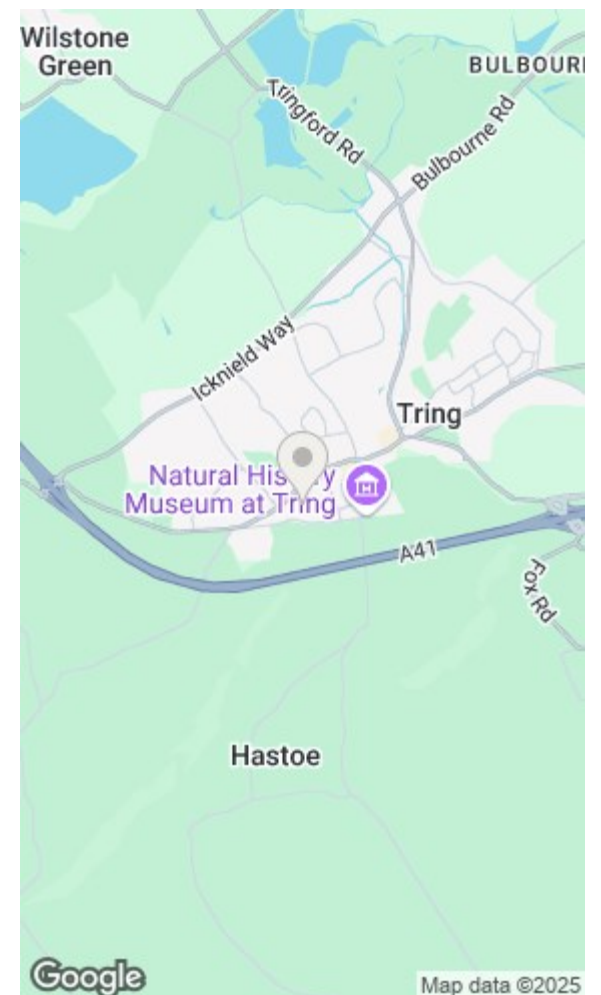 Wilstone
Green
BULBOURI
Tringford Rd
Bulbourne Rd
Icknield Way
Tring
Natural History
Museum at Tring
A41
Fox Rd
Hastoe
Google
Map data ©2025